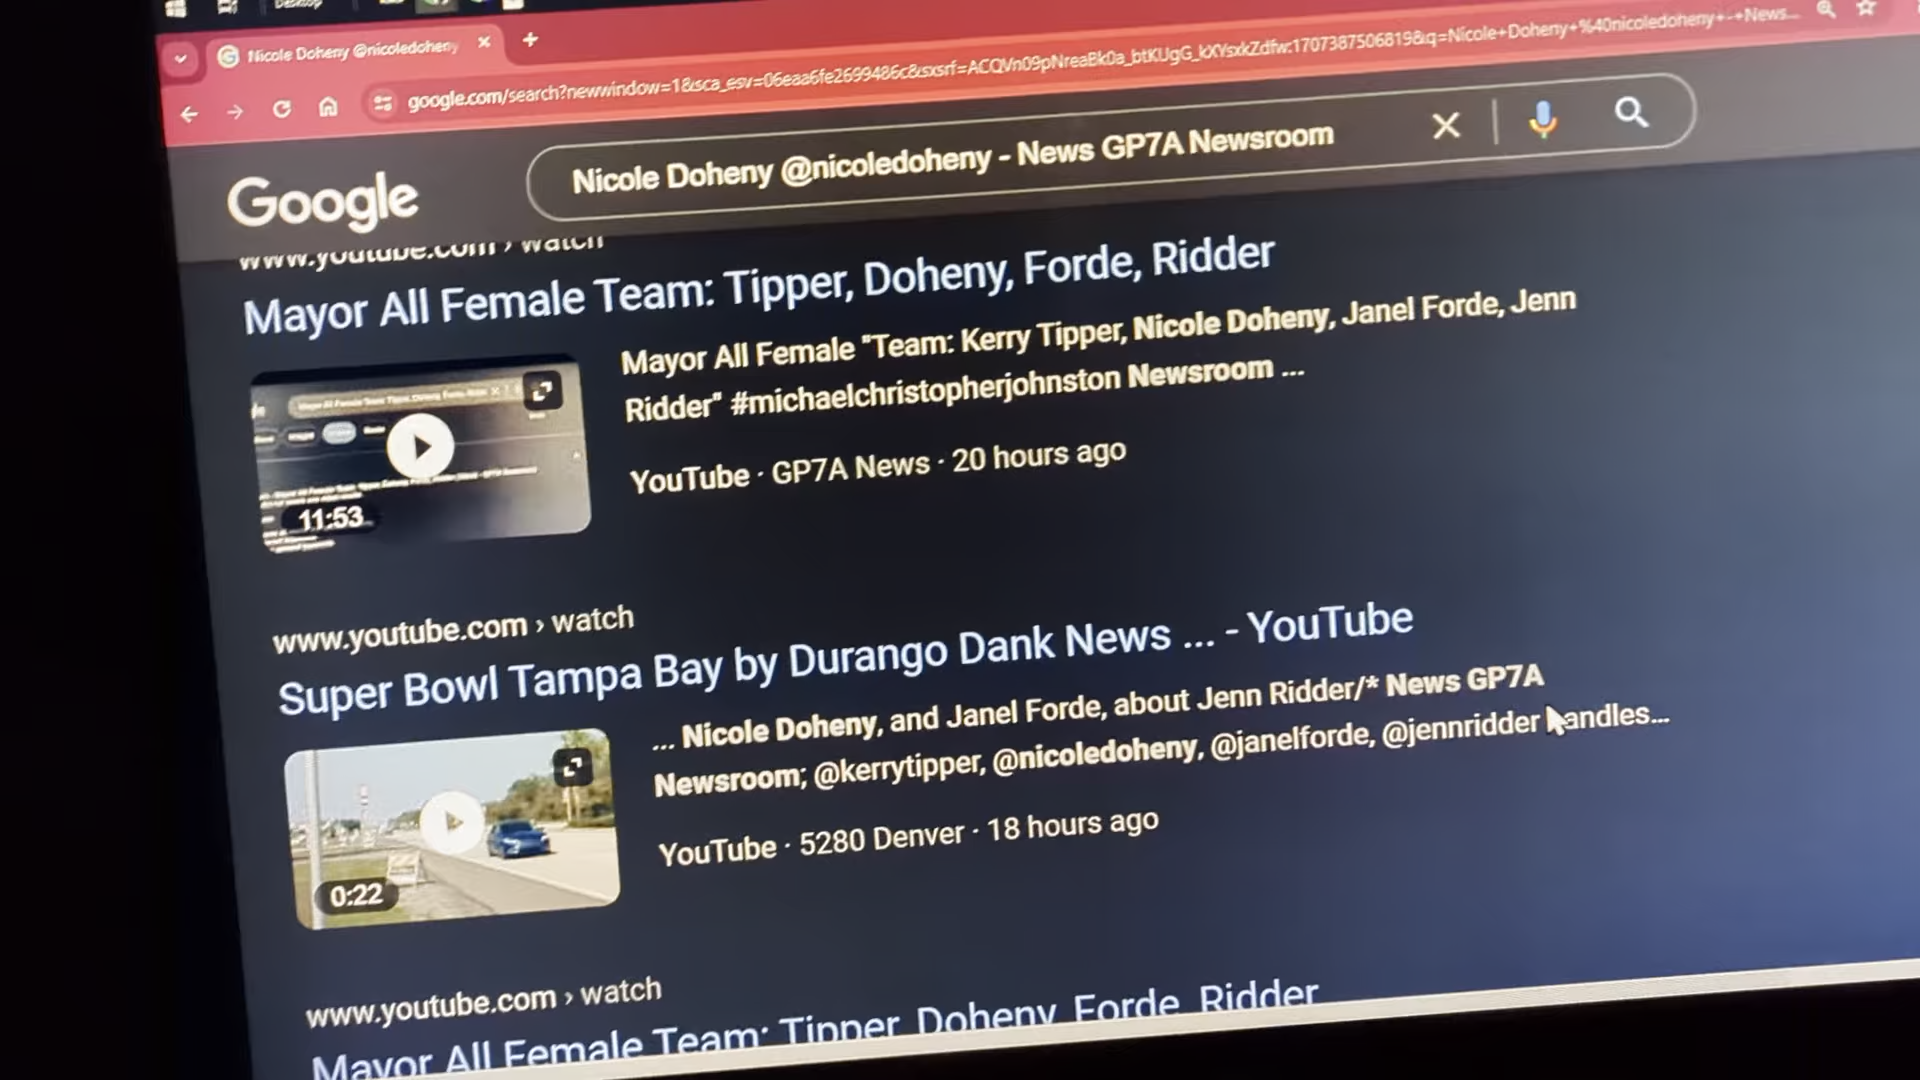 Desktop
Nicole Doheny @nicoledoheny
google.com/search?newwindow=1&sca_esv=06eaa6fe2699486c&sxsrf=ACQVn09pNreaBk0a_btKUgG_kXYsxkZdfw:1707387506819&q=Nicole+Doheny+%40nicoledoheny+-+News...
Google
Nicole Doheny @nicoledoheny - News GP7A Newsroom
www.youtube.com › watch
Mayor All Female Team: Tipper, Doheny, Forde, Ridder
Mayor All Female "Team: Kerry Tipper, Nicole Doheny, Janel Forde, Jenn
Ridder" #michaelchristopherjohnston Newsroom ...
YouTube · GP7A News · 20 hours ago
11:53
www.youtube.com › watch
Super Bowl Tampa Bay by Durango Dank News ... - YouTube
... Nicole Doheny, and Janel Forde, about Jenn Ridder/* News GP7A
Newsroom; @kerrytipper, @nicoledoheny, @janelforde, @jennridder handles...
YouTube · 5280 Denver · 18 hours ago
0:22
www.youtube.com › watch
Mayor All Female Team: Tipper, Doheny, Forde, Ridder